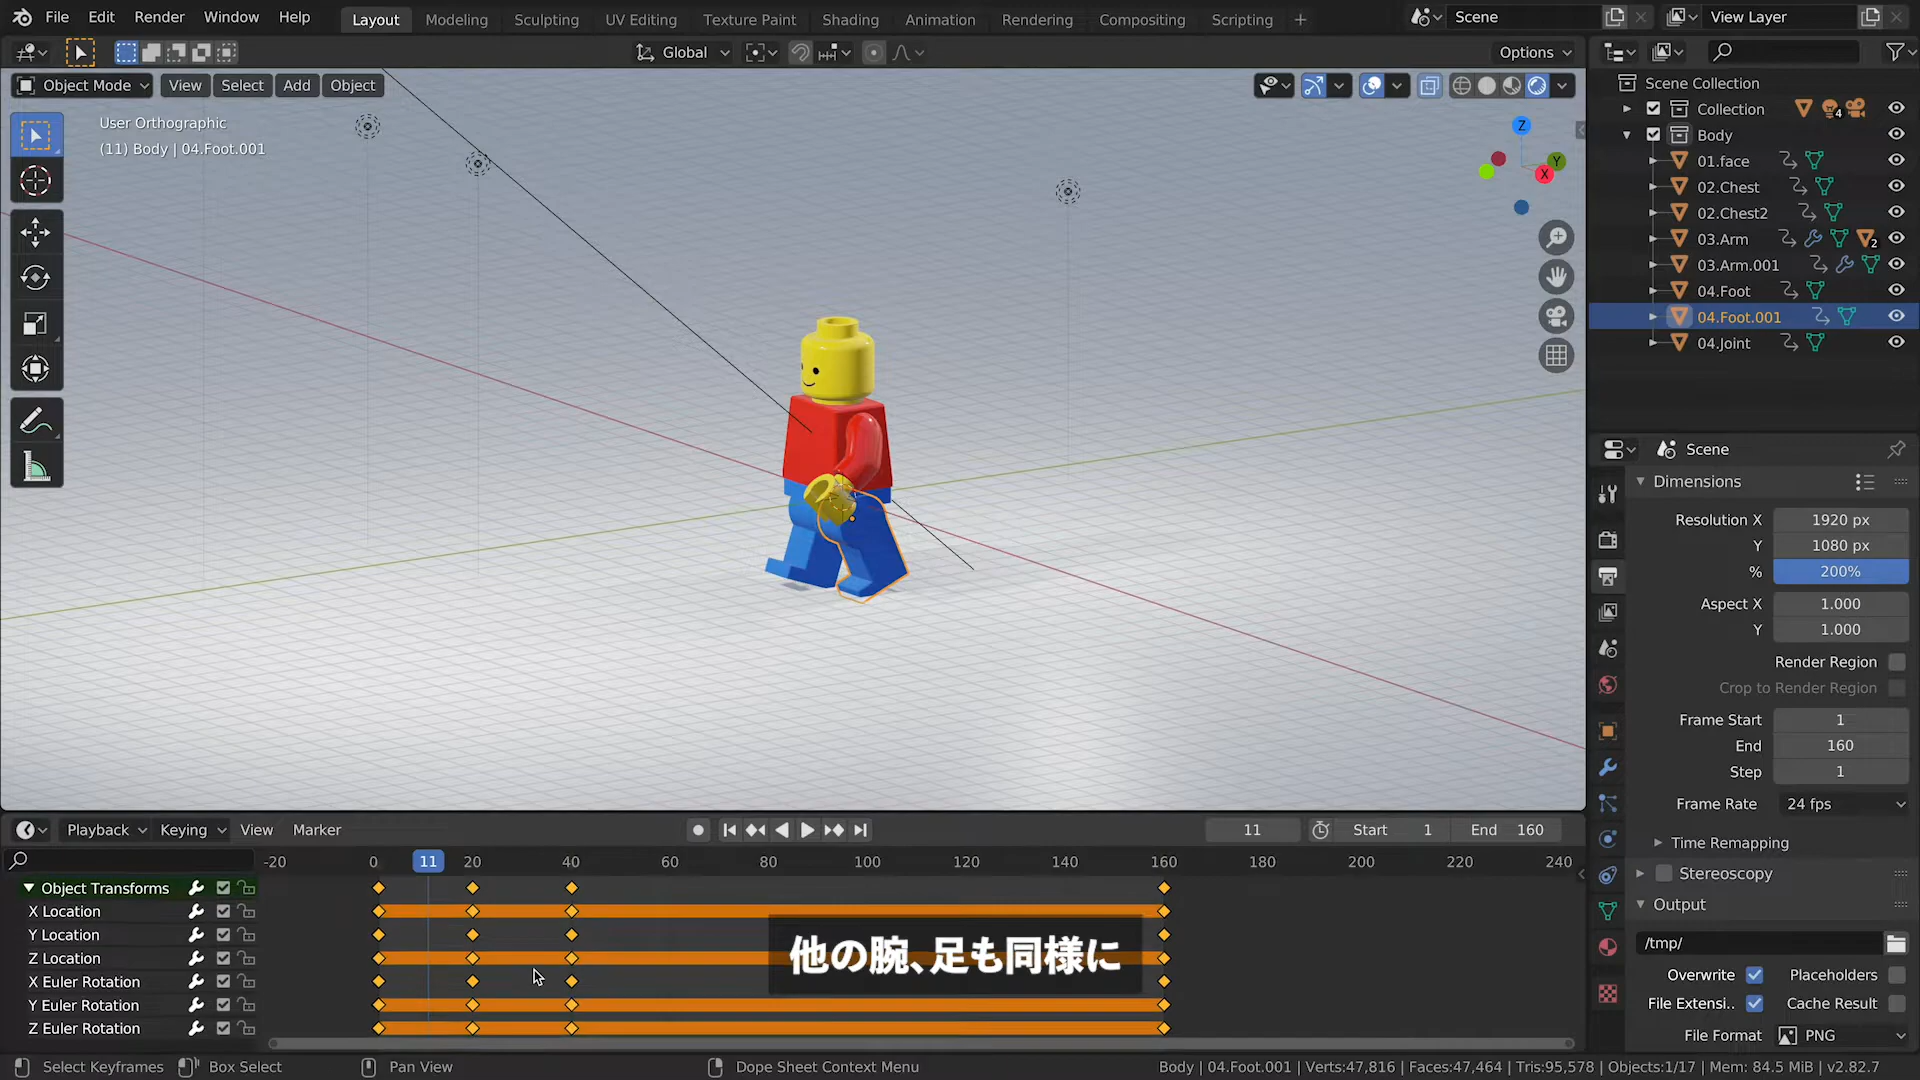 File Edit Render Window Help Layout Modeling Sculpting UV Editing Texture Paint Shading Animation Rendering Compositing Scripting + Scene View Layer
Global Options
Object Mode View Select Add Object
User Orthographic
(11) Body | 04.Foot.001
Z
Y
X
Scene Collection
Collection 4
Body
01.face
02.Chest
02.Chest2
03.Arm 2
03.Arm.001
04.Foot
04.Foot.001
04.Joint
Scene
Dimensions
Resolution X 1920 px
Y 1080 px
% 200%
Aspect X 1.000
Y 1.000
Render Region
Crop to Render Region
Frame Start 1
End 160
Step 1
Frame Rate 24 fps
Time Remapping
Stereoscopy
Output
/tmp/
Overwrite Placeholders
File Extensi.. Cache Result
File Format PNG
Playback Keying View Marker 11 Start 1 End 160
-20 0 11 20 40 60 80 100 120 140 160 180 200 220 240
Object Transforms
X Location
Y Location
Z Location
X Euler Rotation
Y Euler Rotation
Z Euler Rotation
他の腕、足も同様に
Select Keyframes Box Select Pan View Dope Sheet Context Menu Body | 04.Foot.001 | Verts:47,816 | Faces:47,464 | Tris:95,578 | Objects:1/17 | Mem: 84.5 MiB | v2.82.7